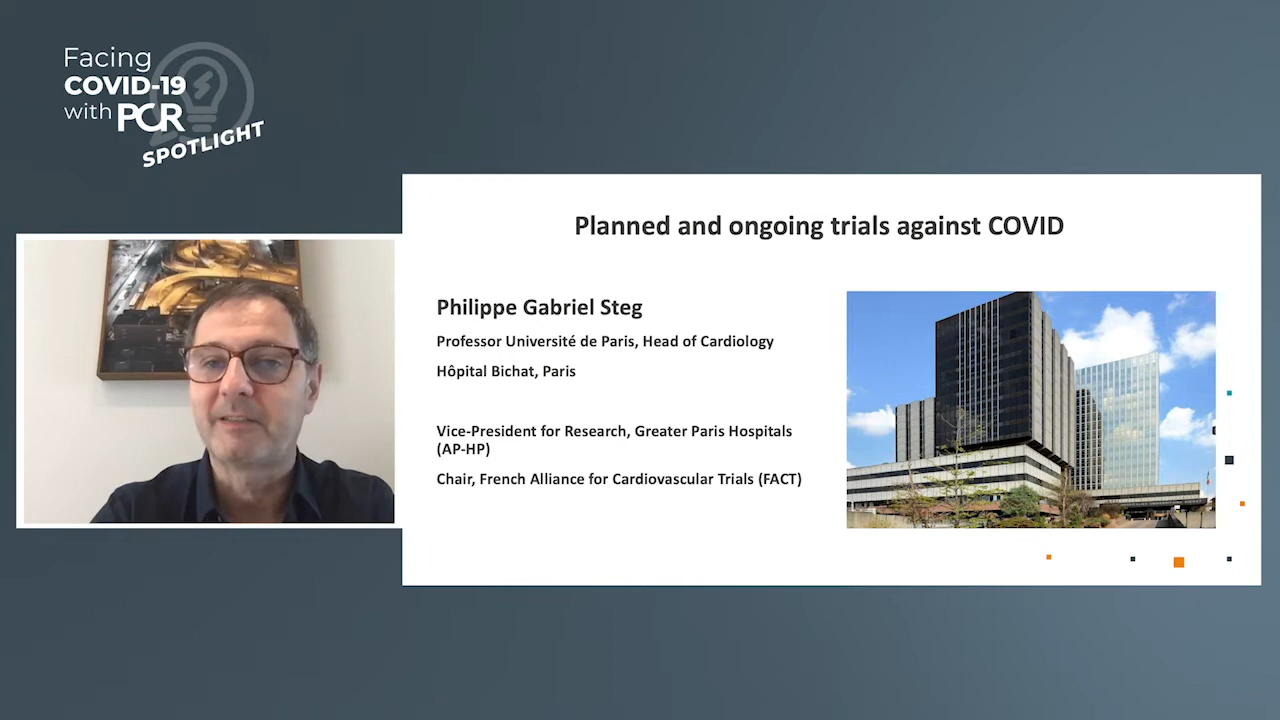 Facing
COVID-19
with PCR
SPOTLIGHT
Planned and ongoing trials against COVID
Philippe Gabriel Steg
Professor Université de Paris, Head of Cardiology
Hôpital Bichat, Paris
Vice-President for Research, Greater Paris Hospitals
(AP-HP)
Chair, French Alliance for Cardiovascular Trials (FACT)